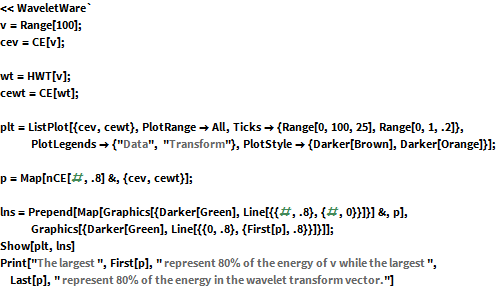 << WaveletWare`
v = Range[100];
cev = CE[v];
wt = HWT[v];
cewt = CE[wt];
plt = ListPlot[{cev, cewt}, PlotRange → All, Ticks → {Range[0, 100, 25], Range[0, 1, .2]},
PlotLegends → {"Data", "Transform"}, PlotStyle → {Darker[Brown], Darker[Orange]}];
p = Map[nCE[#, .8] &, {cev, cewt}];
lns = Prepend[Map[Graphics[{Darker[Green], Line[{{#, .8}, {#, 0}}]}] &, p],
Graphics[{Darker[Green], Line[{{0, .8}, {First[p], .8}}]}]];
Show[plt, lns]
Print["The largest ", First[p], " represent 80% of the energy of v while the largest ",
Last[p], " represent 80% of the energy in the wavelet transform vector."]